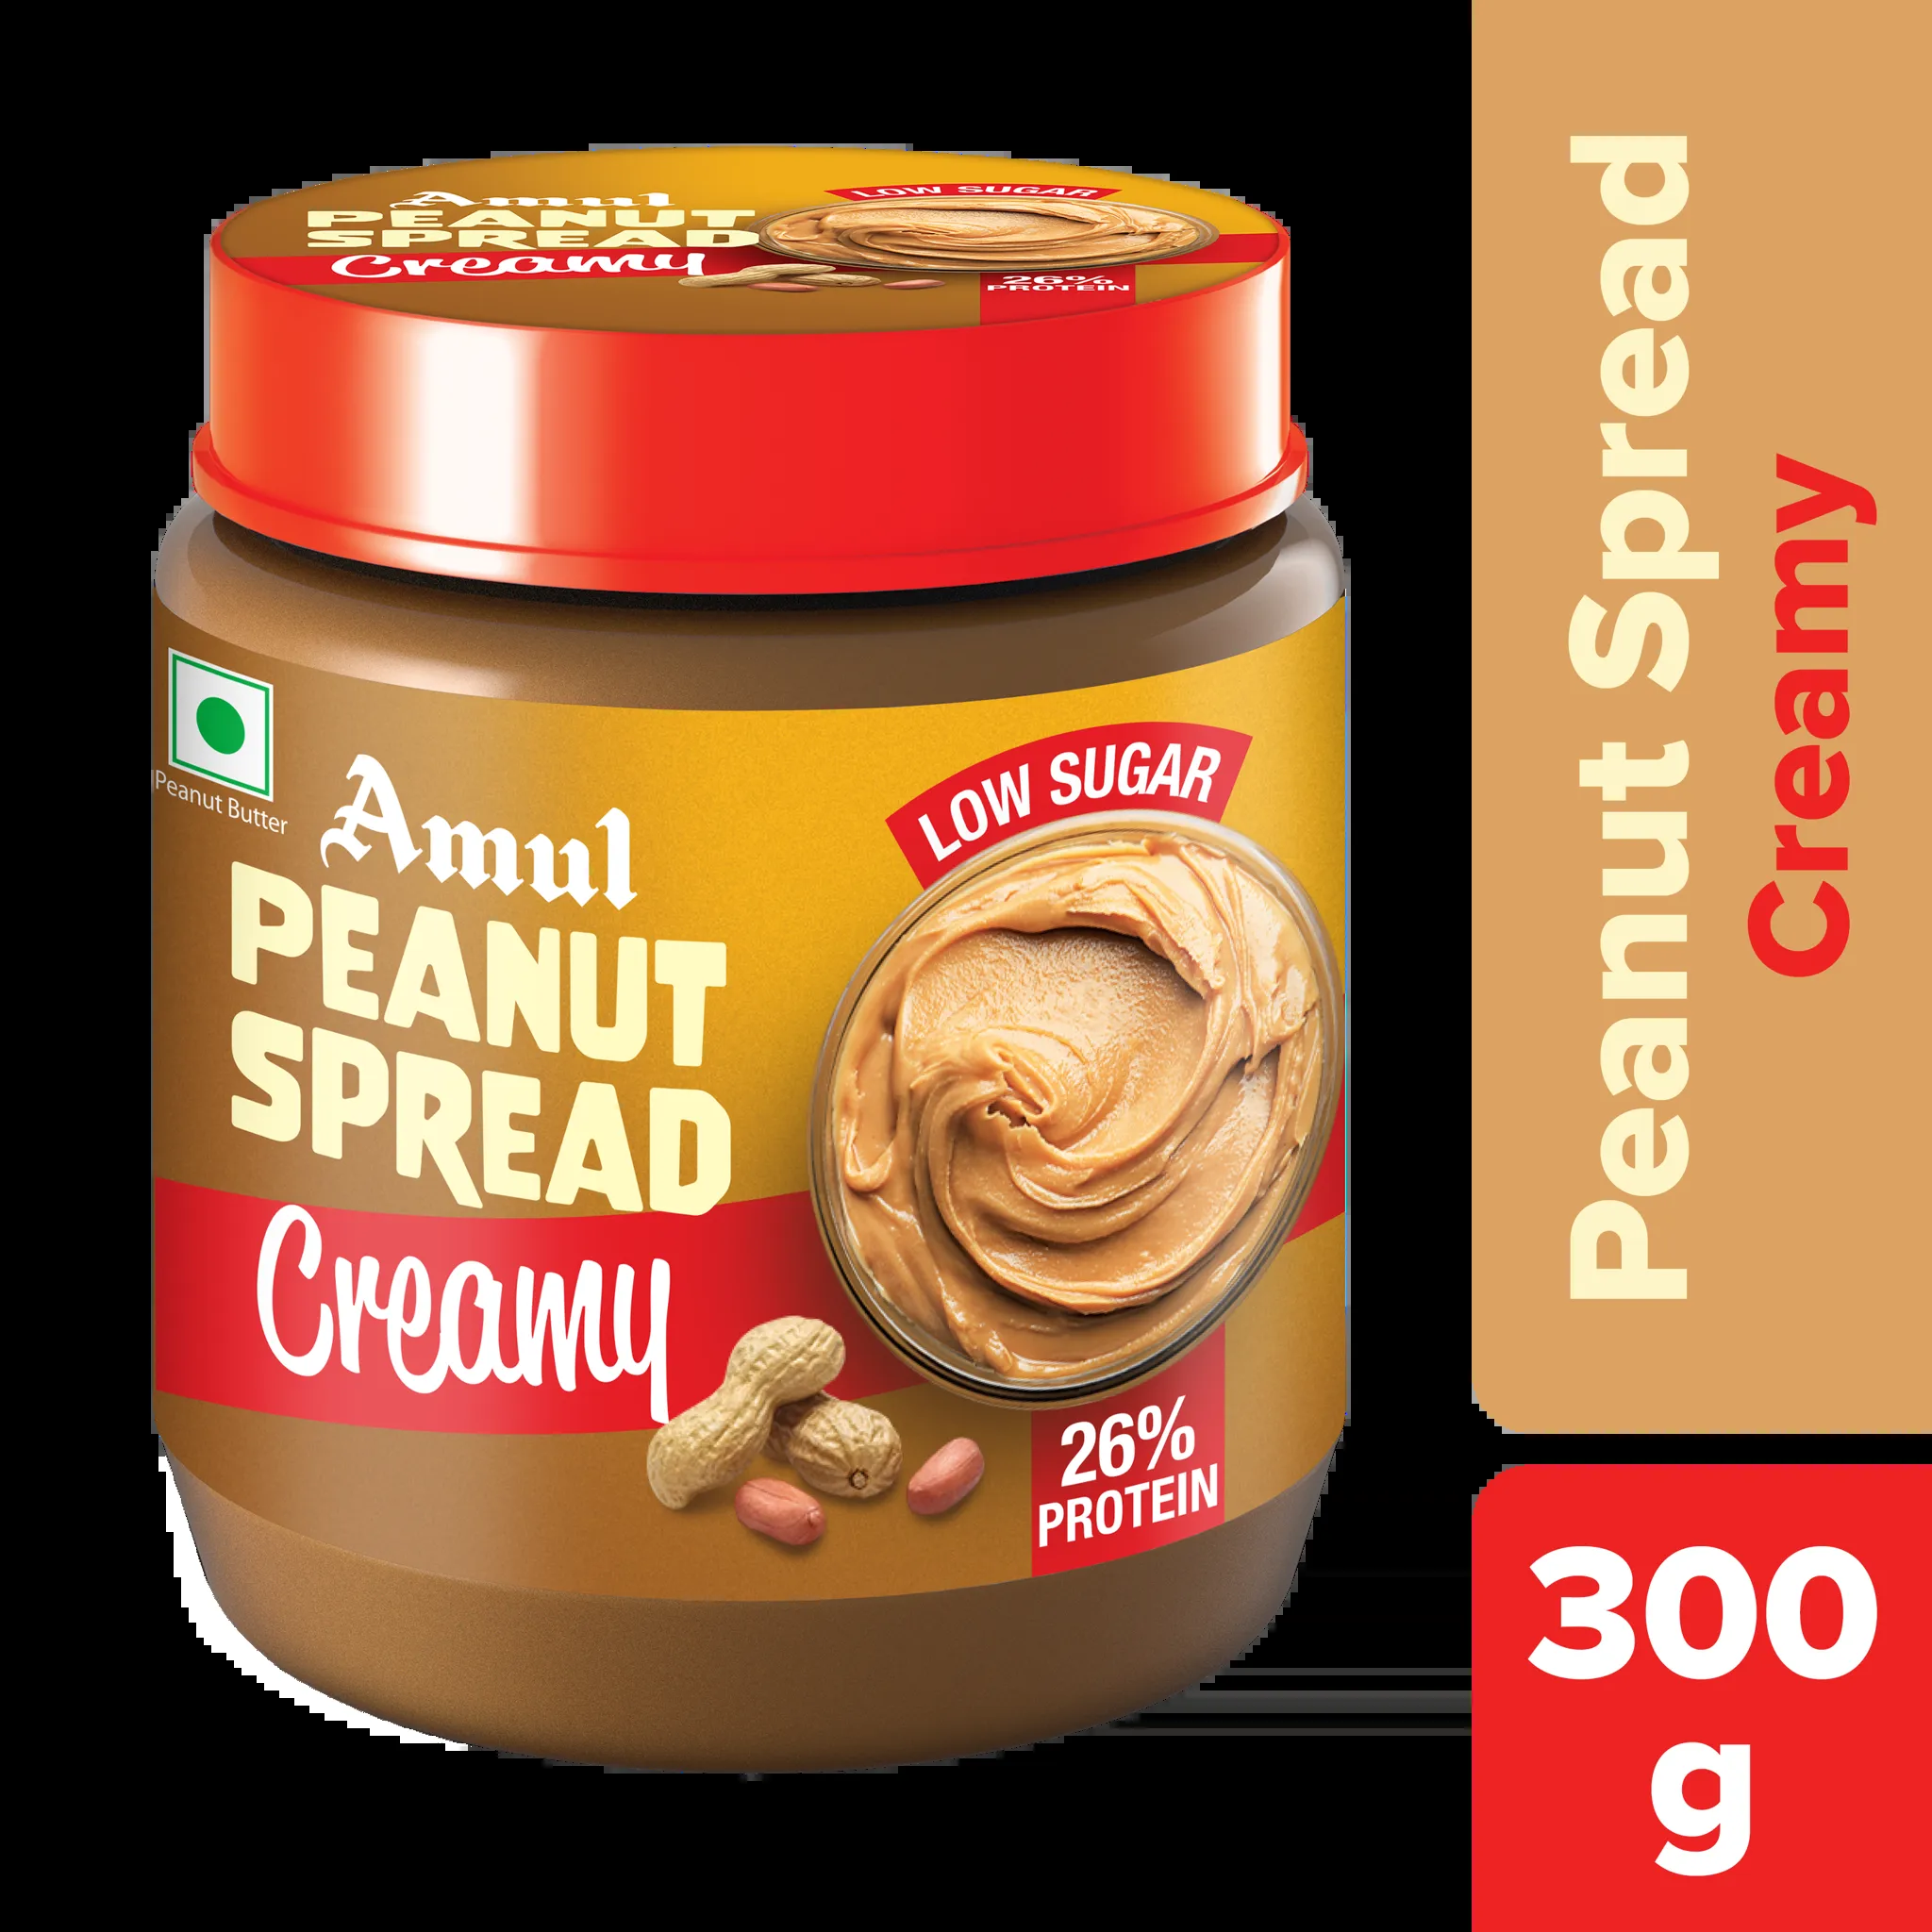 Amul
PEANUT
SPREAD
Creamy
LOW SUGAR
26%
PROTEIN
Peanut Butter
Amul
PEANUT
SPREAD
Creamy
LOW SUGAR
26%
PROTEIN
Peanut Spread
Creamy
300
g